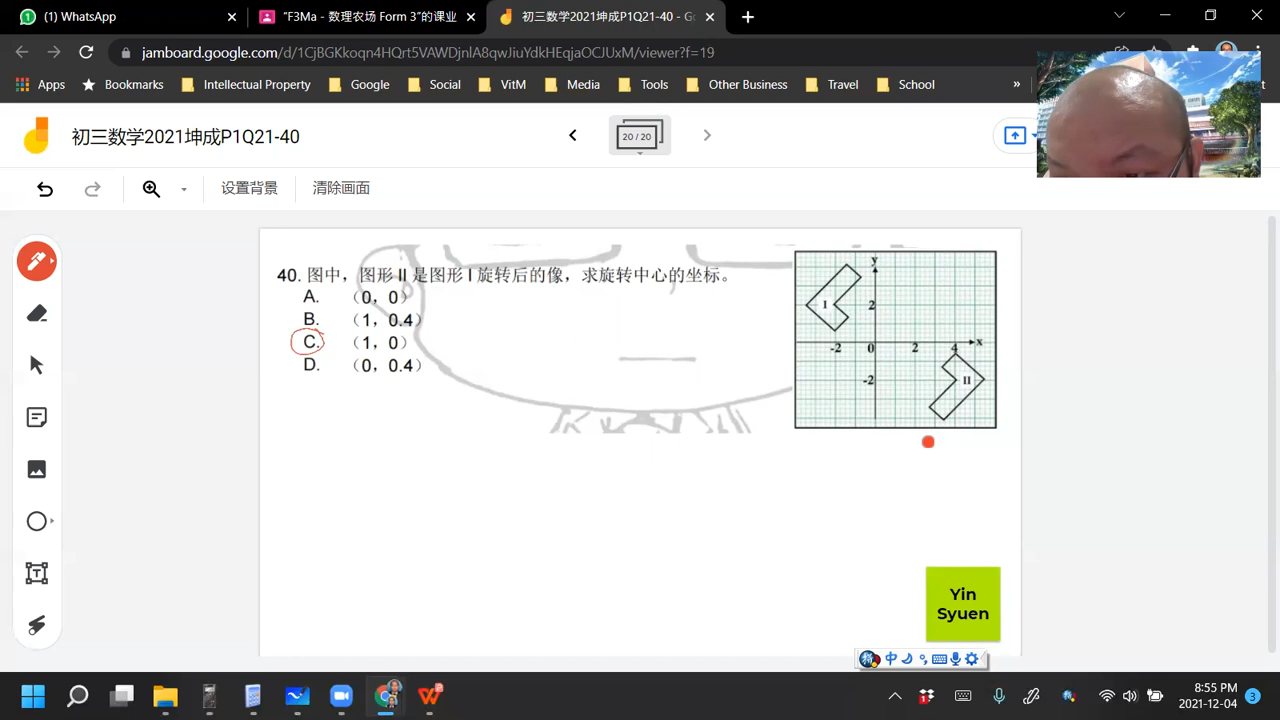 (1) WhatsApp
"F3Ma - 数理农场 Form 3"的课业
初三数学2021坤成P1Q21-40 - Go
jamboard.google.com
Apps
Bookmarks
Intellectual Property
Google
Social
VitM
Media
Tools
Other Business
Travel
School
»
初三数学2021坤成P1Q21-40
20 / 20
设置背景
清除画面
40. 图中，图形 II 是图形 I 旋转后的像，求旋转中心的坐标。
A. （0，0）
B. （1，0.4）
C. （1，0）
D. （0，0.4）
y
I
2
-2
0
2
4
x
-2
II
Yin
Syuen
中
8:55 PM
2021-12-04
3